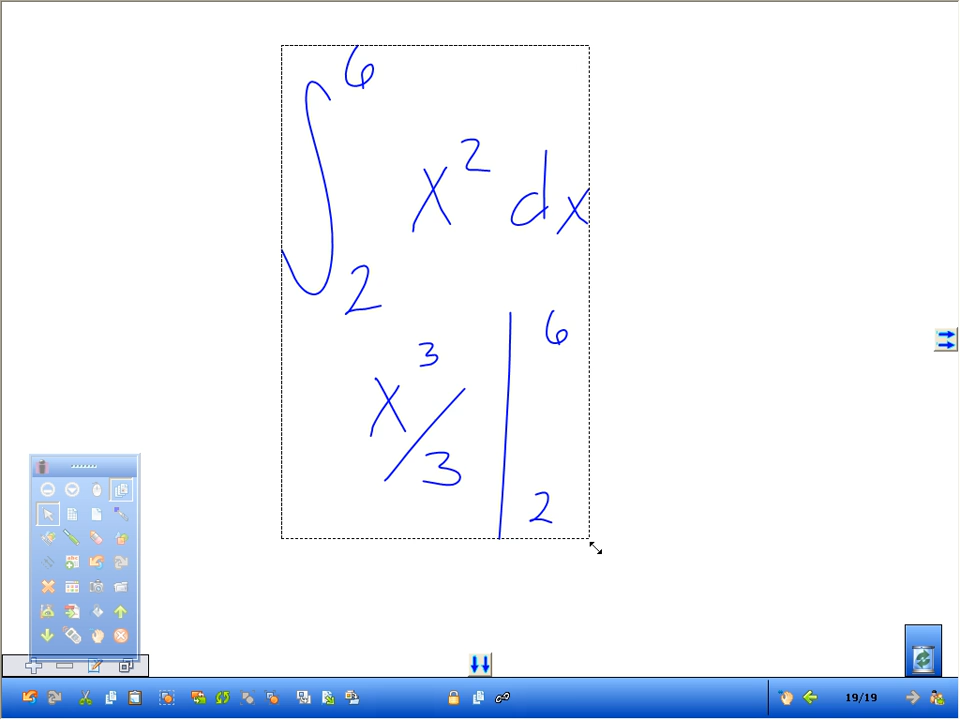 ∫₂⁶ x² dx
x³/3 |₂⁶
19/19